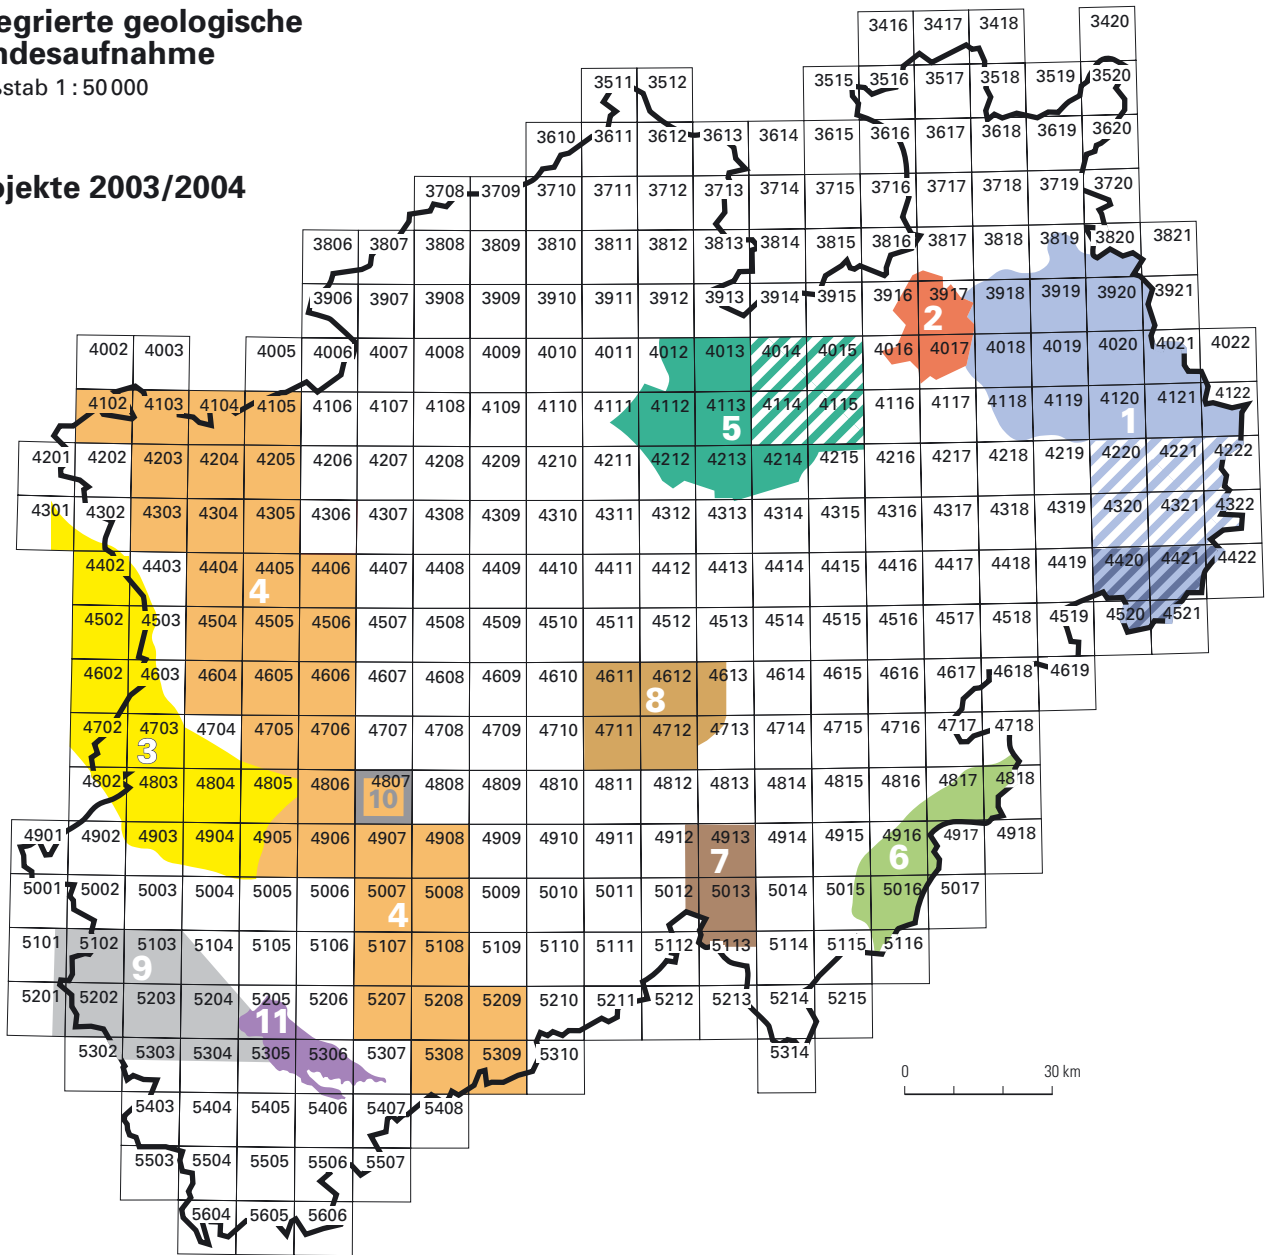 egrierte geologische
ndesaufnahme
ßstab 1 : 50 000
ojekte 2003/2004
3416 3417 3418 3420
3511 3512 3515 3516 3517 3518 3519 3520
3610 3611 3612 3613 3614 3615 3616 3617 3618 3619 3620
3708 3709 3710 3711 3712 3713 3714 3715 3716 3717 3718 3719 3720
3806 3807 3808 3809 3810 3811 3812 3813 3814 3815 3816 3817 3818 3819 3820 3821
3906 3907 3908 3909 3910 3911 3912 3913 3914 3915 3916 3917 3918 3919 3920 3921
2
4002 4003 4005 4006 4007 4008 4009 4010 4011 4012 4013 4014 4015 4016 4017 4018 4019 4020 4021 4022
4102 4103 4104 4105 4106 4107 4108 4109 4110 4111 4112 4113 4114 4115 4116 4117 4118 4119 4120 4121 4122
5 1
4201 4202 4203 4204 4205 4206 4207 4208 4209 4210 4211 4212 4213 4214 4215 4216 4217 4218 4219 4220 4221 4222
4301 4302 4303 4304 4305 4306 4307 4308 4309 4310 4311 4312 4313 4314 4315 4316 4317 4318 4319 4320 4321 4322
4402 4403 4404 4405 4406 4407 4408 4409 4410 4411 4412 4413 4414 4415 4416 4417 4418 4419 4420 4421 4422
4
4502 4503 4504 4505 4506 4507 4508 4509 4510 4511 4512 4513 4514 4515 4516 4517 4518 4519 4520 4521
4602 4603 4604 4605 4606 4607 4608 4609 4610 4611 4612 4613 4614 4615 4616 4617 4618 4619
8
4702 4703 4704 4705 4706 4707 4708 4709 4710 4711 4712 4713 4714 4715 4716 4717 4718
3
4802 4803 4804 4805 4806 4807 4808 4809 4810 4811 4812 4813 4814 4815 4816 4817 4818
10
4901 4902 4903 4904 4905 4906 4907 4908 4909 4910 4911 4912 4913 4914 4915 4916 4917 4918
7 6
5001 5002 5003 5004 5005 5006 5007 5008 5009 5010 5011 5012 5013 5014 5015 5016 5017
4
5101 5102 5103 5104 5105 5106 5107 5108 5109 5110 5111 5112 5113 5114 5115 5116
9
5201 5202 5203 5204 5205 5206 5207 5208 5209 5210 5211 5212 5213 5214 5215
11
5302 5303 5304 5305 5306 5307 5308 5309 5310 5314
0 30 km
5403 5404 5405 5406 5407 5408
5503 5504 5505 5506 5507
5604 5605 5606